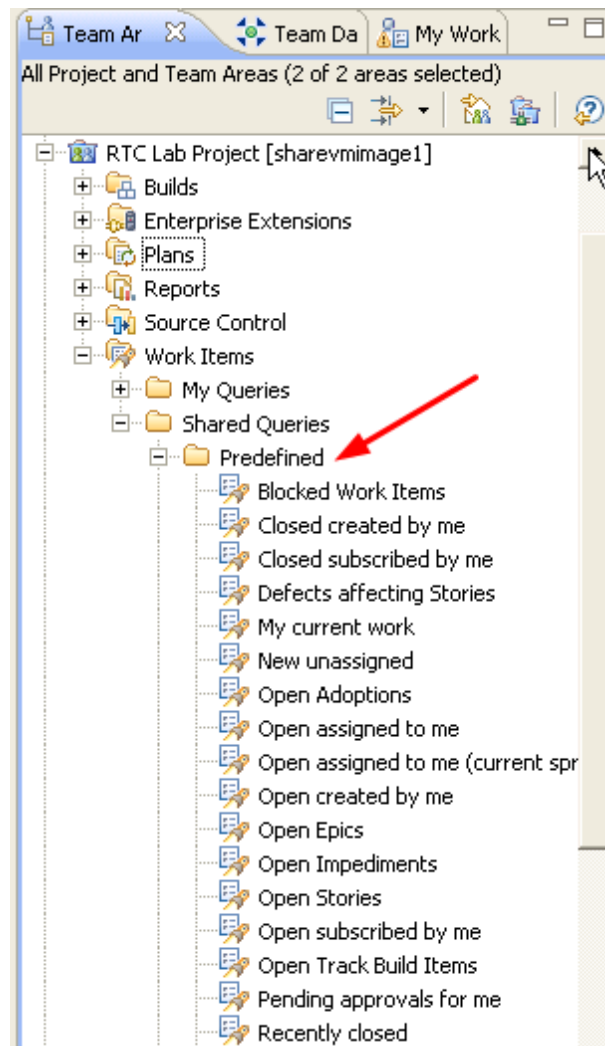 Team Ar Team Da My Work
All Project and Team Areas (2 of 2 areas selected)
RTC Lab Project [sharevmimage1]
Builds
Enterprise Extensions
Plans
Reports
Source Control
Work Items
My Queries
Shared Queries
Predefined
Blocked Work Items
Closed created by me
Closed subscribed by me
Defects affecting Stories
My current work
New unassigned
Open Adoptions
Open assigned to me
Open assigned to me (current spr
Open created by me
Open Epics
Open Impediments
Open Stories
Open subscribed by me
Open Track Build Items
Pending approvals for me
Recently closed